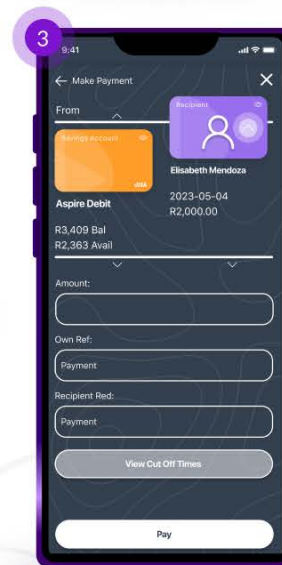 3
9:41
Make Payment
From
Recipient
Savings Account
Elisabeth Mendoza
Aspire Debit
2023-05-04
R2,000.00
R3,409 Bal
R2,363 Avail
Amount:
Own Ref:
Payment
Recipient Red:
Payment
View Cut Off Times
Pay